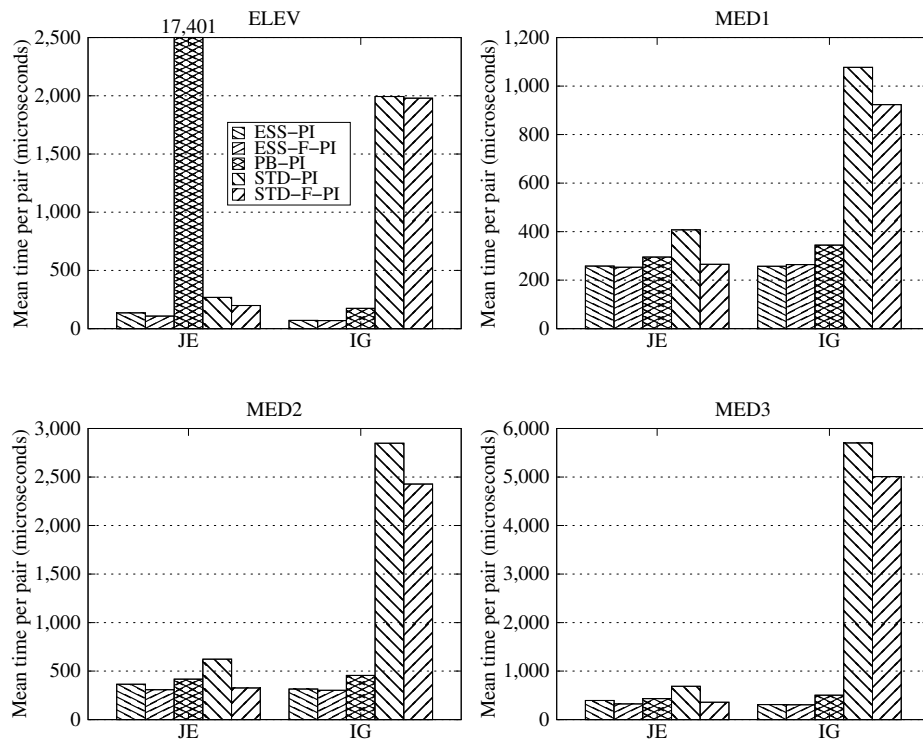 ELEV
17,401
Mean time per pair (microseconds)
2,500
2,000
1,500
1,000
500
0
ESS-PI
ESS-F-PI
PB-PI
STD-PI
STD-F-PI
JE IG
MED1
Mean time per pair (microseconds)
1,200
1,000
800
600
400
200
0
JE IG
MED2
Mean time per pair (microseconds)
3,000
2,500
2,000
1,500
1,000
500
0
JE IG
MED3
Mean time per pair (microseconds)
6,000
5,000
4,000
3,000
2,000
1,000
0
JE IG